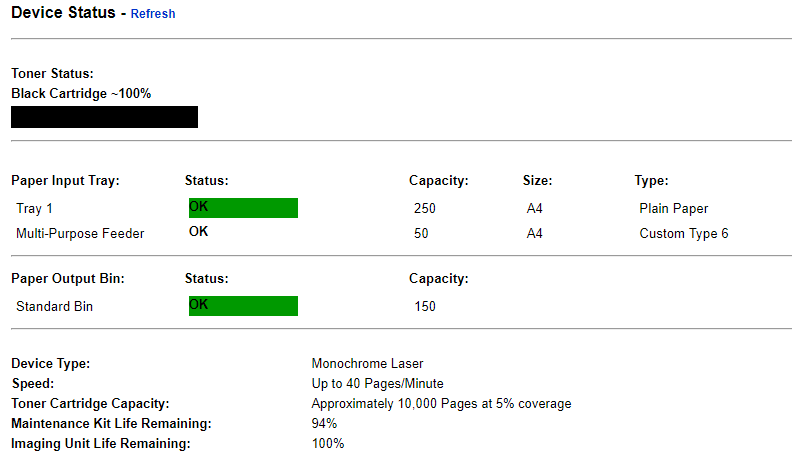 Device Status - Refresh
Toner Status:
Black Cartridge ~100%
Paper Input Tray: Status: Capacity: Size: Type:
Tray 1 OK 250 A4 Plain Paper
Multi-Purpose Feeder OK 50 A4 Custom Type 6
Paper Output Bin: Status: Capacity:
Standard Bin OK 150
Device Type: Monochrome Laser
Speed: Up to 40 Pages/Minute
Toner Cartridge Capacity: Approximately 10,000 Pages at 5% coverage
Maintenance Kit Life Remaining: 94%
Imaging Unit Life Remaining: 100%